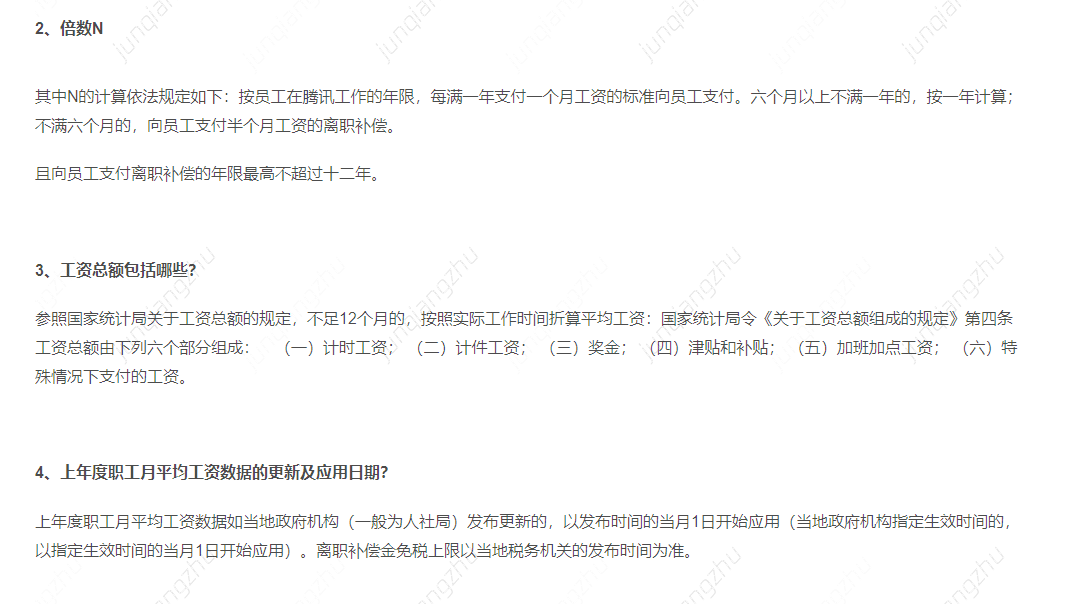 2、倍数N
其中N的计算依法规定如下：按员工在腾讯工作的年限，每满一年支付一个月工资的标准向员工支付。六个月以上不满一年的，按一年计算；
不满六个月的，向员工支付半个月工资的离职补偿。
且向员工支付离职补偿的年限最高不超过十二年。
3、工资总额包括哪些？
参照国家统计局关于工资总额的规定，不足12个月的，按照实际工作时间折算平均工资：国家统计局令《关于工资总额组成的规定》第四条
工资总额由下列六个部分组成：  （一）计时工资； （二）计件工资； （三）奖金； （四）津贴和补贴； （五）加班加点工资； （六）特
殊情况下支付的工资。
4、上年度职工月平均工资数据的更新及应用日期？
上年度职工月平均工资数据如当地政府机构（一般为人社局）发布更新的，以发布时间的当月1日开始应用（当地政府机构指定生效时间的，
以指定生效时间的当月1日开始应用）。离职补偿金免税上限以当地税务机关的发布时间为准。